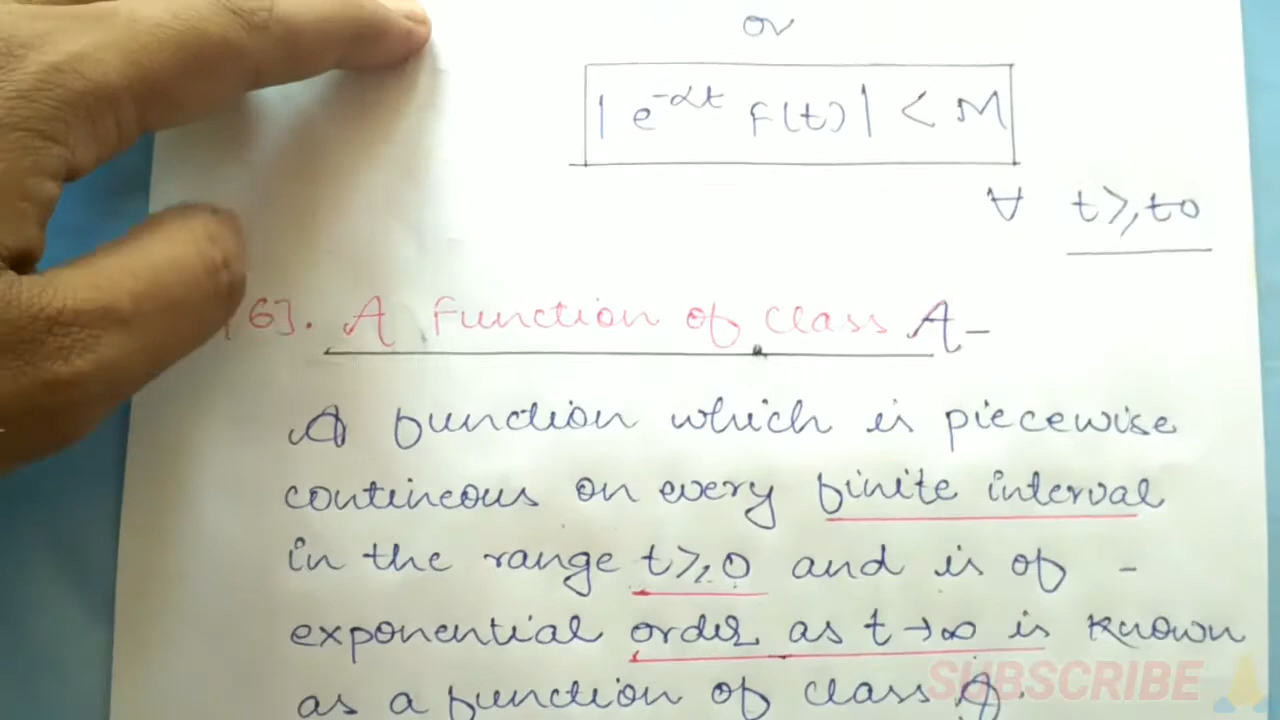 or
| e^{-αt} F(t) | < M
∀ t ≥ t0
[6]. A Function of class A -
A function which is piecewise
contineous on every finite interval
in the range t ≥ 0 and is of -
exponential order as t → ∞ is known
as a function of class A.
SUBSCRIBE